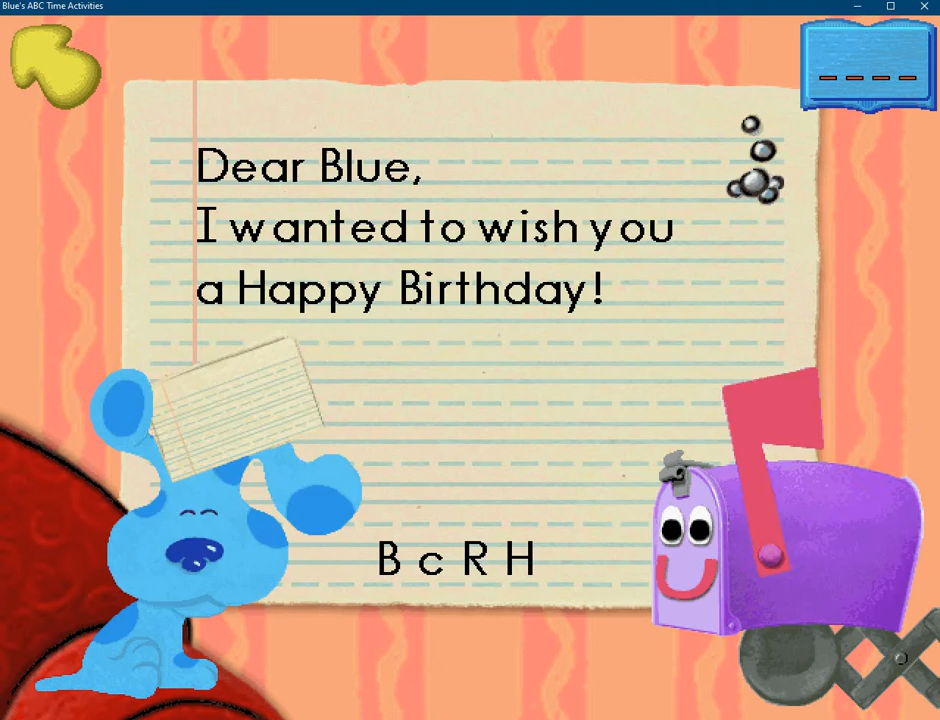 Blue's ABC Time Activities
Dear Blue,
I wanted to wish you
a Happy Birthday!
B c R H